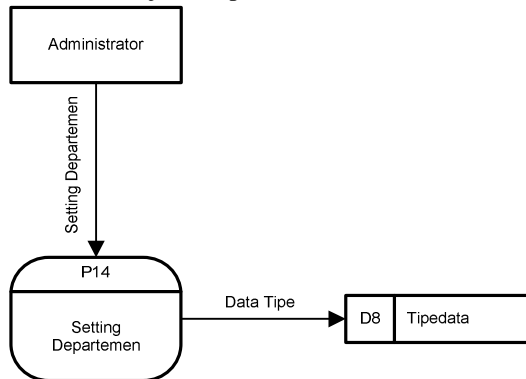 Administrator
Setting Departemen
P14
Setting
Departemen
Data Tipe
D8
Tipedata